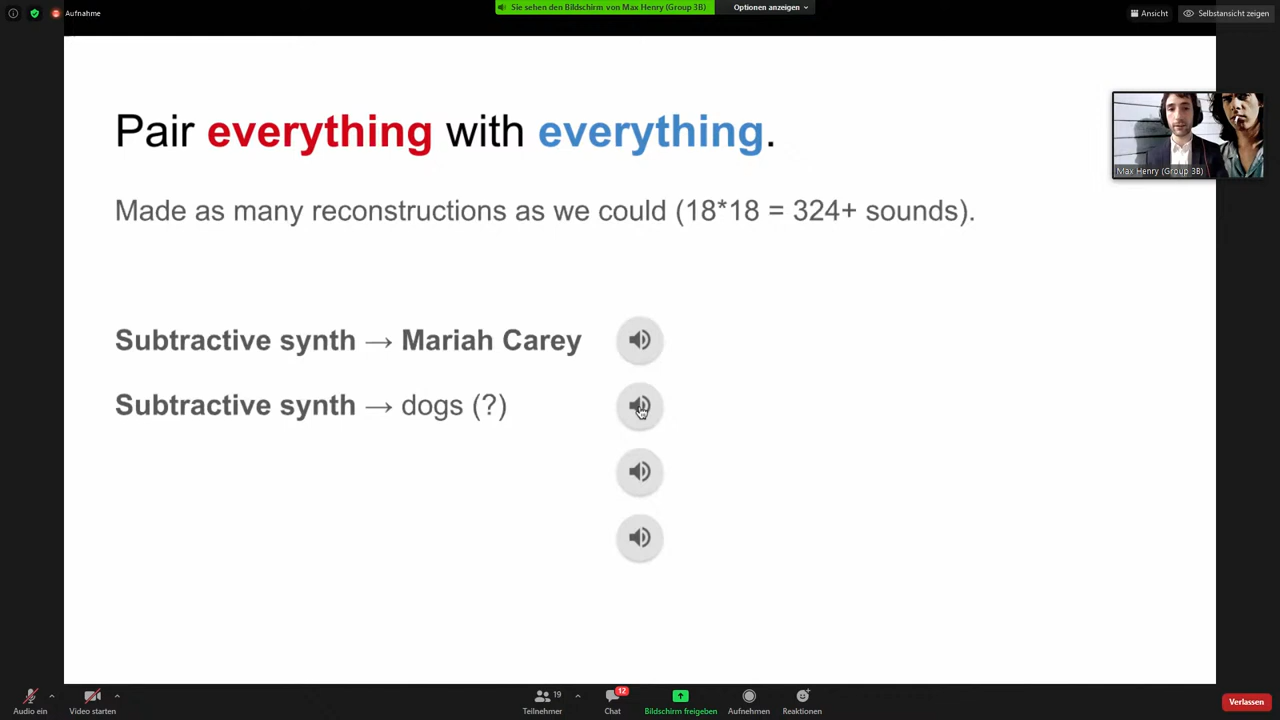 Aufnahme
Sie sehen den Bildschirm von Max Henry (Group 3B)
Optionen anzeigen
Ansicht
Selbstansicht zeigen
Pair everything with everything.
Max Henry (Group 3B)
Made as many reconstructions as we could (18*18 = 324+ sounds).
Subtractive synth → Mariah Carey
Subtractive synth → dogs (?)
19
12
Audio ein
Video starten
Teilnehmer
Chat
Bildschirm freigeben
Aufnehmen
Reaktionen
Verlassen